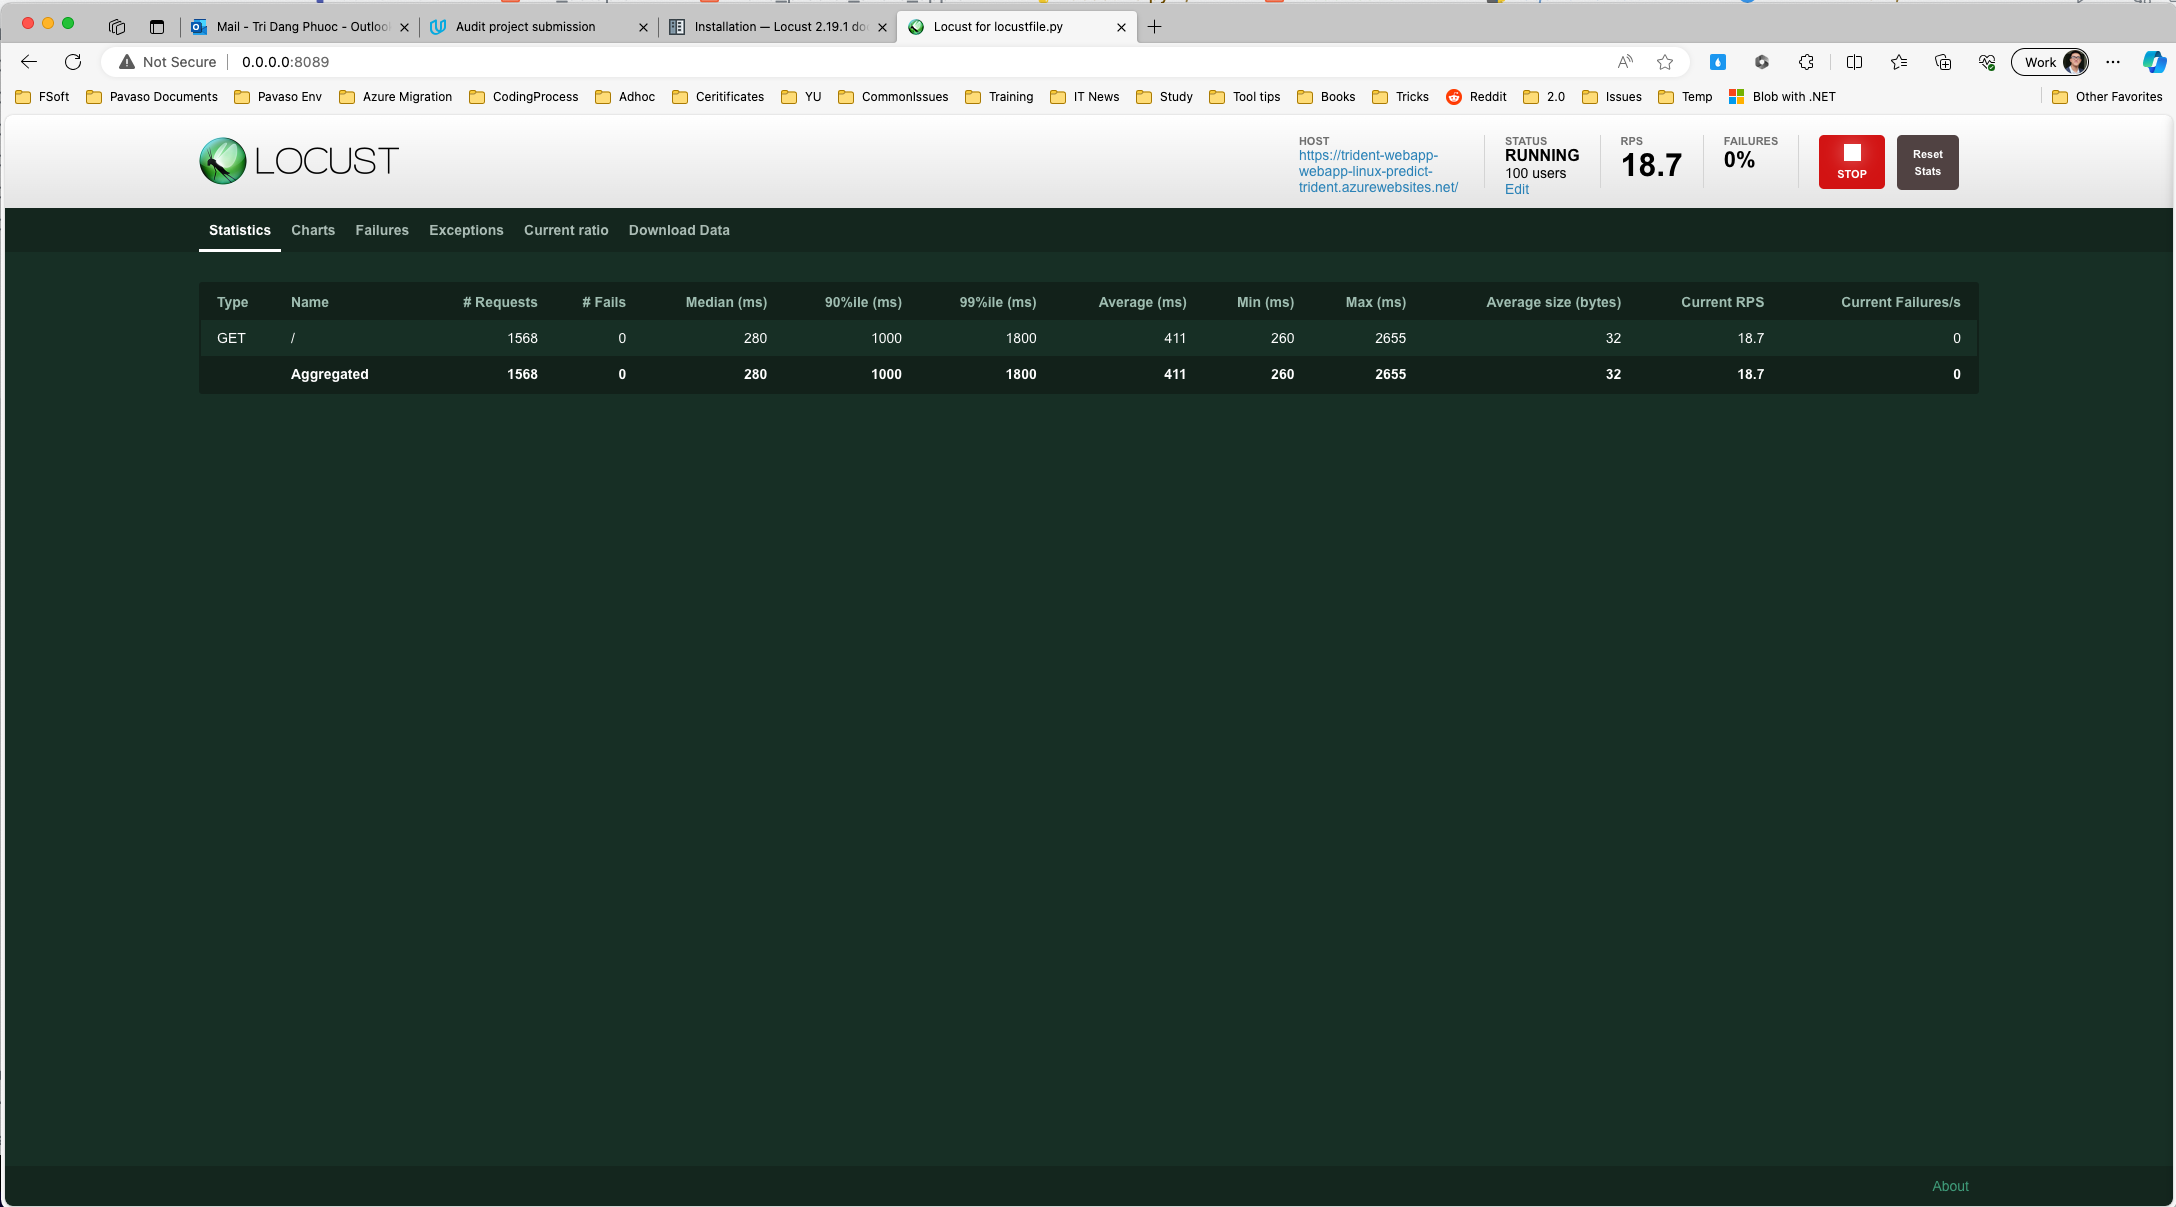 Mail - Tri Dang Phuoc - Outloo
Audit project submission
Installation — Locust 2.19.1 do
Locust for locustfile.py
Not Secure 0.0.0.0:8089
Work
FSoft Pavaso Documents Pavaso Env Azure Migration CodingProcess Adhoc Ceritificates YU CommonIssues Training IT News Study Tool tips Books Tricks Reddit 2.0 Issues Temp Blob with .NET Other Favorites
LOCUST
HOST
https://trident-webapp-
webapp-linux-predict-
trident.azurewebsites.net/
STATUS
RUNNING
100 users
Edit
RPS
18.7
FAILURES
0%
STOP
Reset
Stats
Statistics Charts Failures Exceptions Current ratio Download Data
Type Name # Requests # Fails Median (ms) 90%ile (ms) 99%ile (ms) Average (ms) Min (ms) Max (ms) Average size (bytes) Current RPS Current Failures/s
GET / 1568 0 280 1000 1800 411 260 2655 32 18.7 0
Aggregated 1568 0 280 1000 1800 411 260 2655 32 18.7 0
About